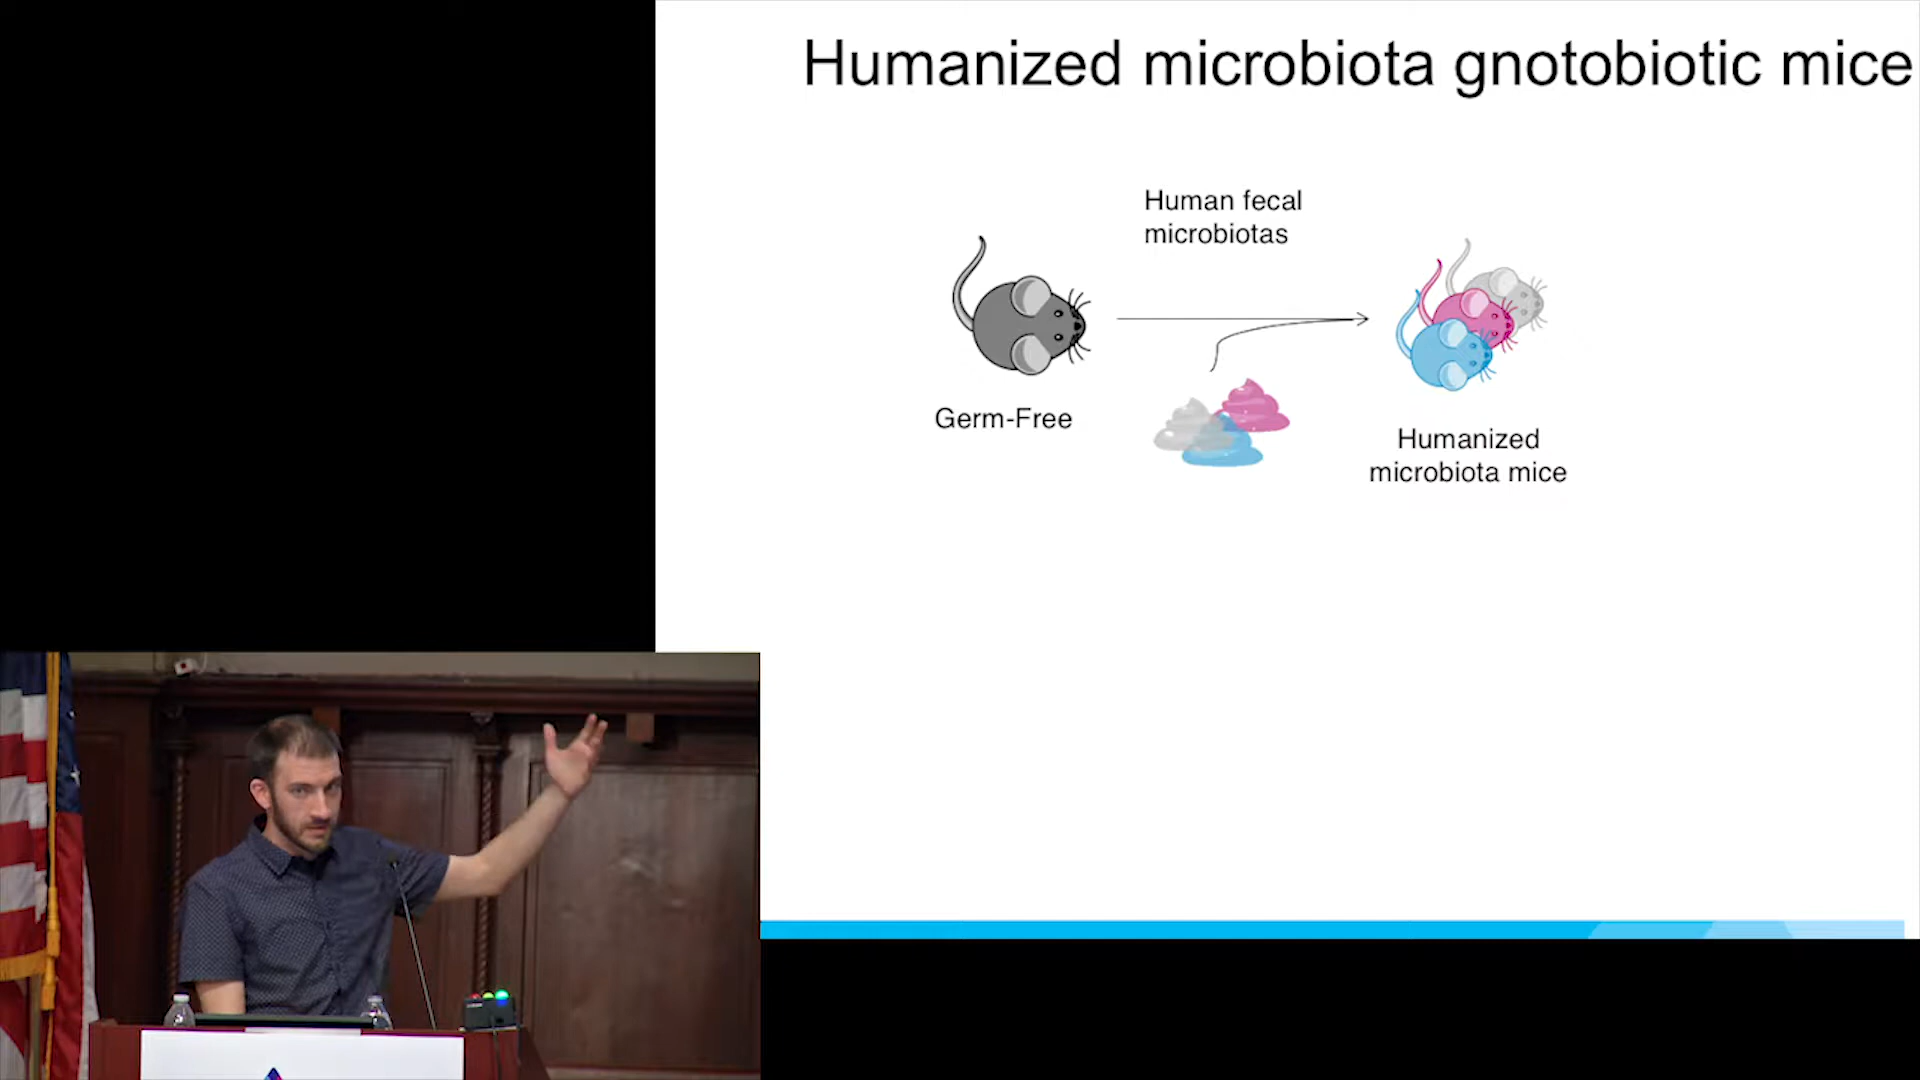 Humanized microbiota gnotobiotic mice
Human fecal
microbiotas
Germ-Free
Humanized
microbiota mice